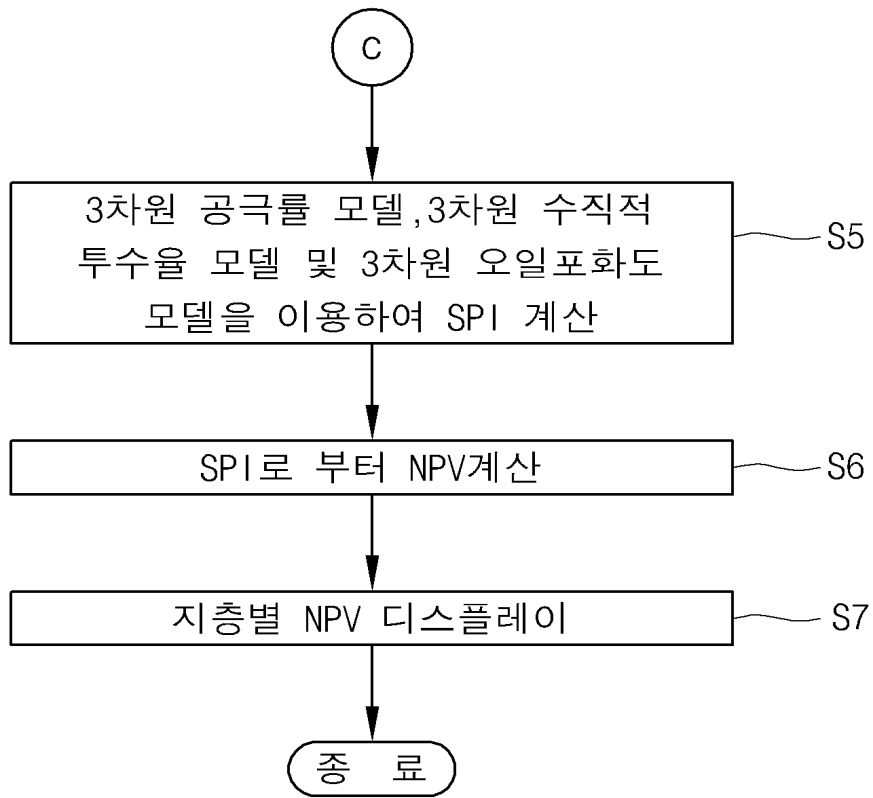 C
3차원 공극률 모델,3차원 수직적
투수율 모델 및 3차원 오일포화도
모델을 이용하여 SPI 계산
S5
SPI로 부터 NPV계산
S6
지층별 NPV 디스플레이
S7
종 료